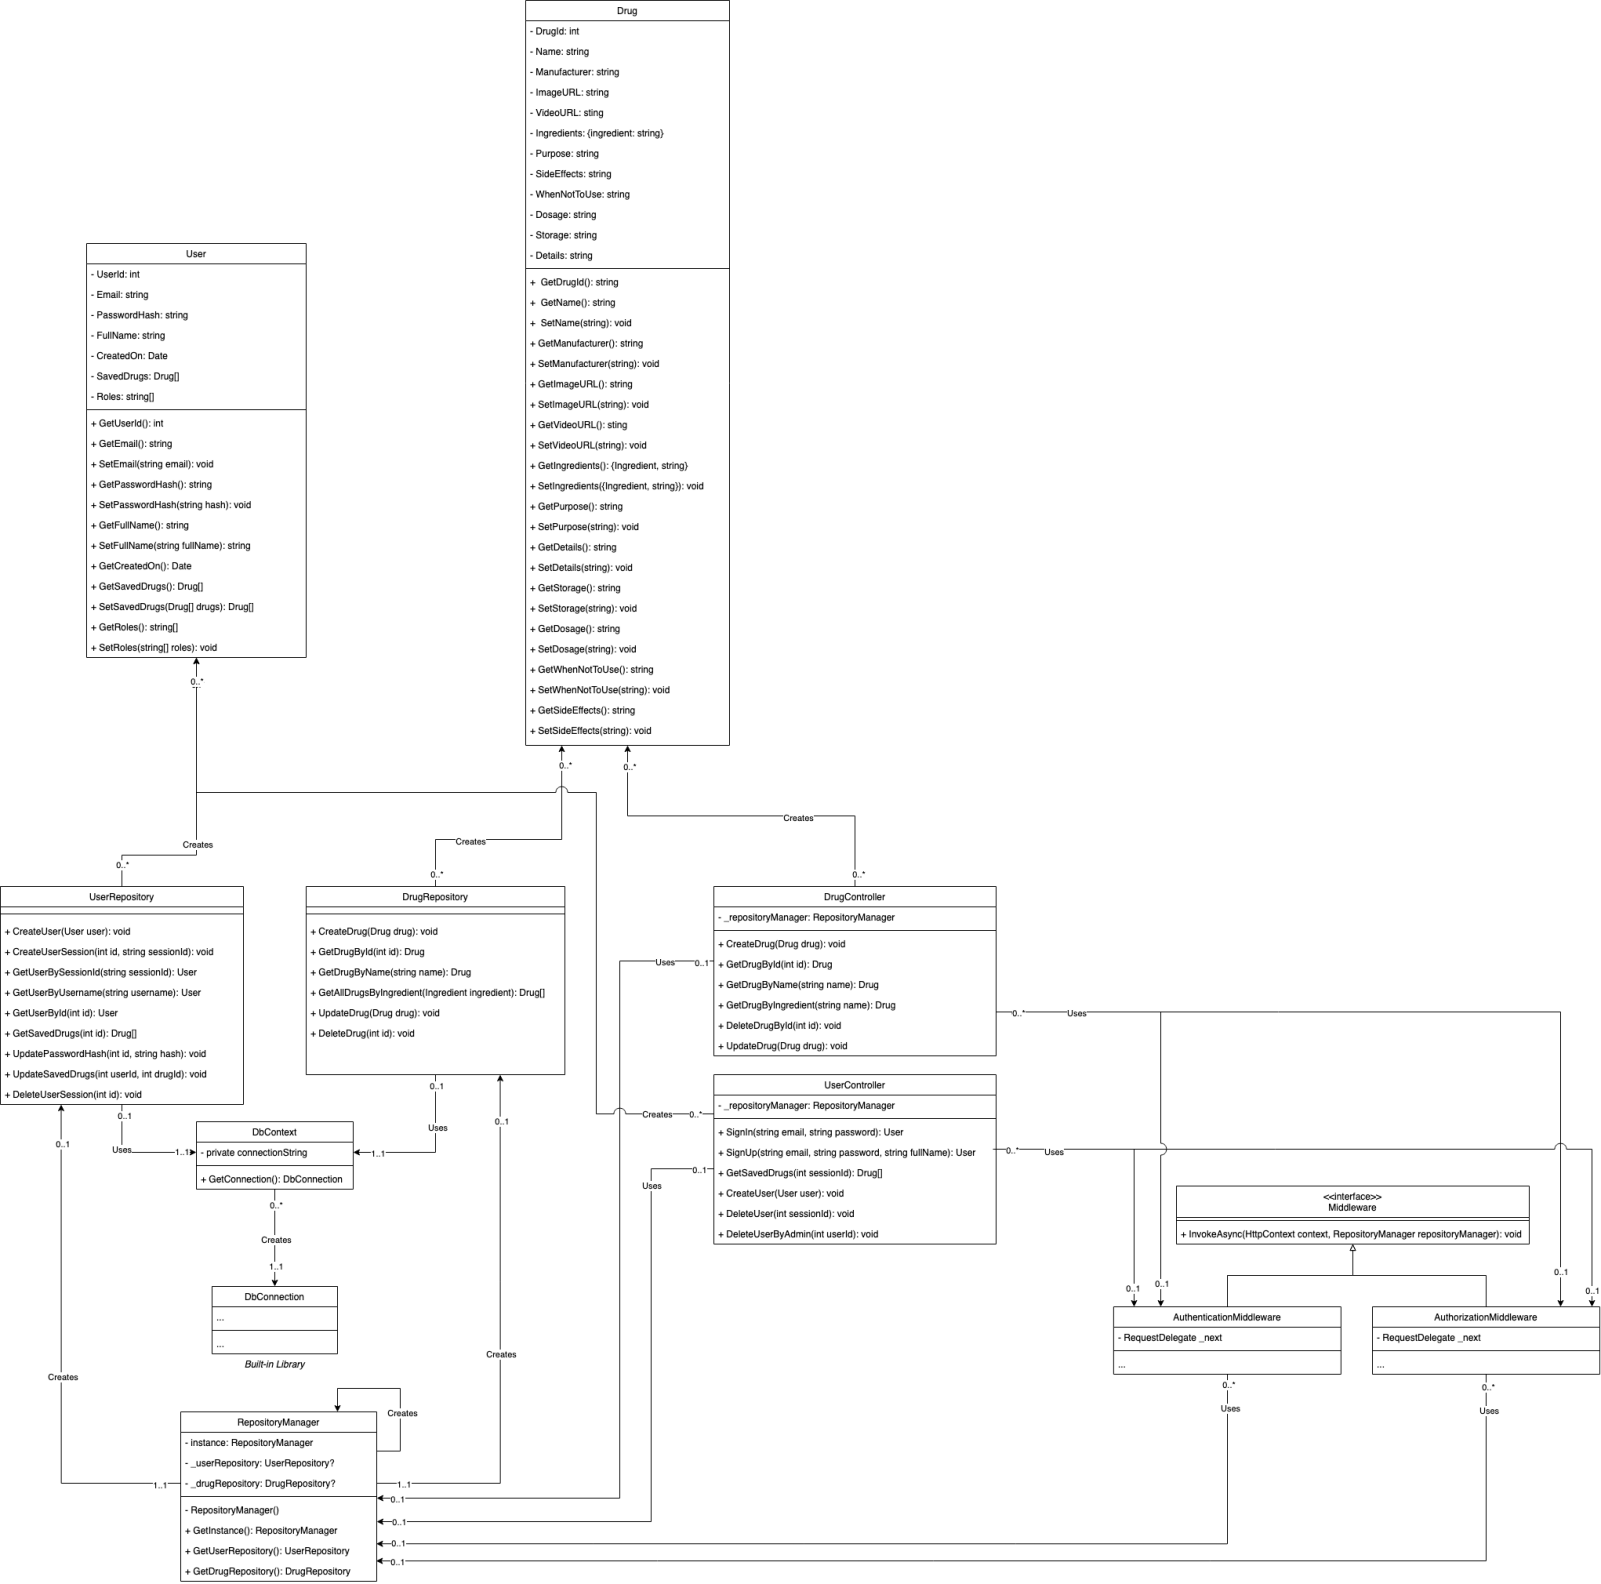 Drug
- DrugId: int
- Name: string
- Manufacturer: string
- ImageURL: string
- VideoURL: sting
- Ingredients: {ingredient: string}
- Purpose: string
- SideEffects: string
- WhenNotToUse: string
- Dosage: string
- Storage: string
- Details: string
+ GetDrugId(): string
+ GetName(): string
+ SetName(string): void
+ GetManufacturer(): string
+ SetManufacturer(string): void
+ GetImageURL(): string
+ SetImageURL(string): void
+ GetVideoURL(): sting
+ SetVideoURL(string): void
+ GetIngredients(): {Ingredient, string}
+ SetIngredients({Ingredient, string}): void
+ GetPurpose(): string
+ SetPurpose(string): void
+ GetDetails(): string
+ SetDetails(string): void
+ GetStorage(): string
+ SetStorage(string): void
+ GetDosage(): string
+ SetDosage(string): void
+ GetWhenNotToUse(): string
+ SetWhenNotToUse(string): void
+ GetSideEffects(): string
+ SetSideEffects(string): void
User
- UserId: int
- Email: string
- PasswordHash: string
- FullName: string
- CreatedOn: Date
- SavedDrugs: Drug[]
- Roles: string[]
+ GetUserId(): int
+ GetEmail(): string
+ SetEmail(string email): void
+ GetPasswordHash(): string
+ SetPasswordHash(string hash): void
+ GetFullName(): string
+ SetFullName(string fullName): string
+ GetCreatedOn(): Date
+ GetSavedDrugs(): Drug[]
+ SetSavedDrugs(Drug[] drugs): Drug[]
+ GetRoles(): string[]
+ SetRoles(string[] roles): void
0..*
0..*
0..*
Creates
Creates
Creates
0..*
0..*
0..*
UserRepository
+ CreateUser(User user): void
+ CreateUserSession(int id, string sessionId): void
+ GetUserBySessionId(string sessionId): User
+ GetUserByUsername(string username): User
+ GetUserById(int id): User
+ GetSavedDrugs(int id): Drug[]
+ UpdatePasswordHash(int id, string hash): void
+ UpdateSavedDrugs(int userId, int drugId): void
+ DeleteUserSession(int id): void
DrugRepository
+ CreateDrug(Drug drug): void
+ GetDrugById(int id): Drug
+ GetDrugByName(string name): Drug
+ GetAllDrugsByIngredient(Ingredient ingredient): Drug[]
+ UpdateDrug(Drug drug): void
+ DeleteDrug(int id): void
DrugController
- _repositoryManager: RepositoryManager
+ CreateDrug(Drug drug): void
+ GetDrugById(int id): Drug
+ GetDrugByName(string name): Drug
+ GetDrugByIngredient(string name): Drug
+ DeleteDrugById(int id): void
+ UpdateDrug(Drug drug): void
Uses
0..1
0..*
Uses
UserController
- _repositoryManager: RepositoryManager
+ SignIn(string email, string password): User
+ SignUp(string email, string password, string fullName): User
+ GetSavedDrugs(int sessionId): Drug[]
+ CreateUser(User user): void
+ DeleteUser(int sessionId): void
+ DeleteUserByAdmin(int userId): void
Creates
0..*
0..*
Uses
0..1
Uses
0..1
0..1
0..1
0..1
Uses
1..1
Uses
1..1
DbContext
- private connectionString
+ GetConnection(): DbConnection
0..*
Creates
1..1
DbConnection
...
...
Built-in Library
<<interface>>
Middleware
+ InvokeAsync(HttpContext context, RepositoryManager repositoryManager): void
0..1
0..1
0..1
0..1
AuthenticationMiddleware
- RequestDelegate _next
...
AuthorizationMiddleware
- RequestDelegate _next
...
0..*
Uses
0..*
Uses
Creates
Creates
Creates
RepositoryManager
- instance: RepositoryManager
- _userRepository: UserRepository?
- _drugRepository: DrugRepository?
- RepositoryManager()
+ GetInstance(): RepositoryManager
+ GetUserRepository(): UserRepository
+ GetDrugRepository(): DrugRepository
1..1
1..1
0..1
0..1
0..1
0..1